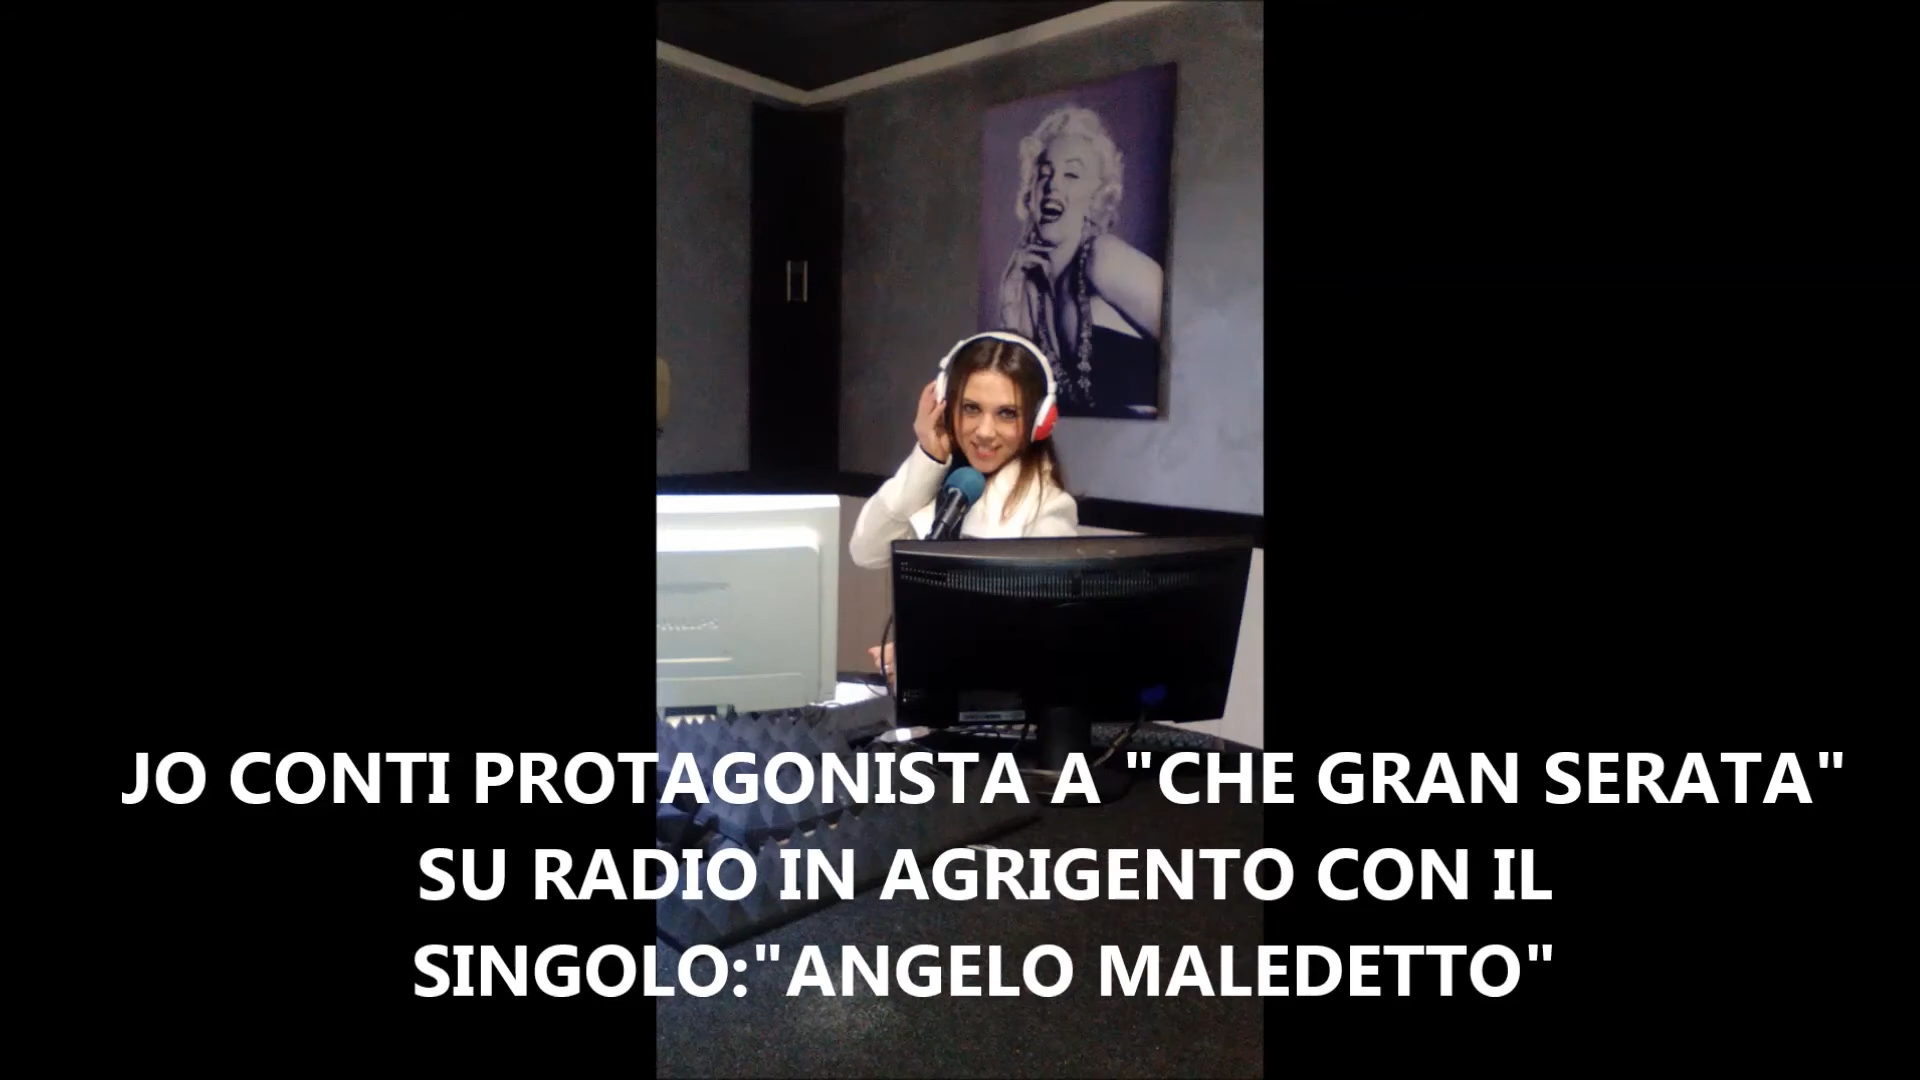 JO CONTI PROTAGONISTA A "CHE GRAN SERATA"
SU RADIO IN AGRIGENTO CON IL
SINGOLO:"ANGELO MALEDETTO"